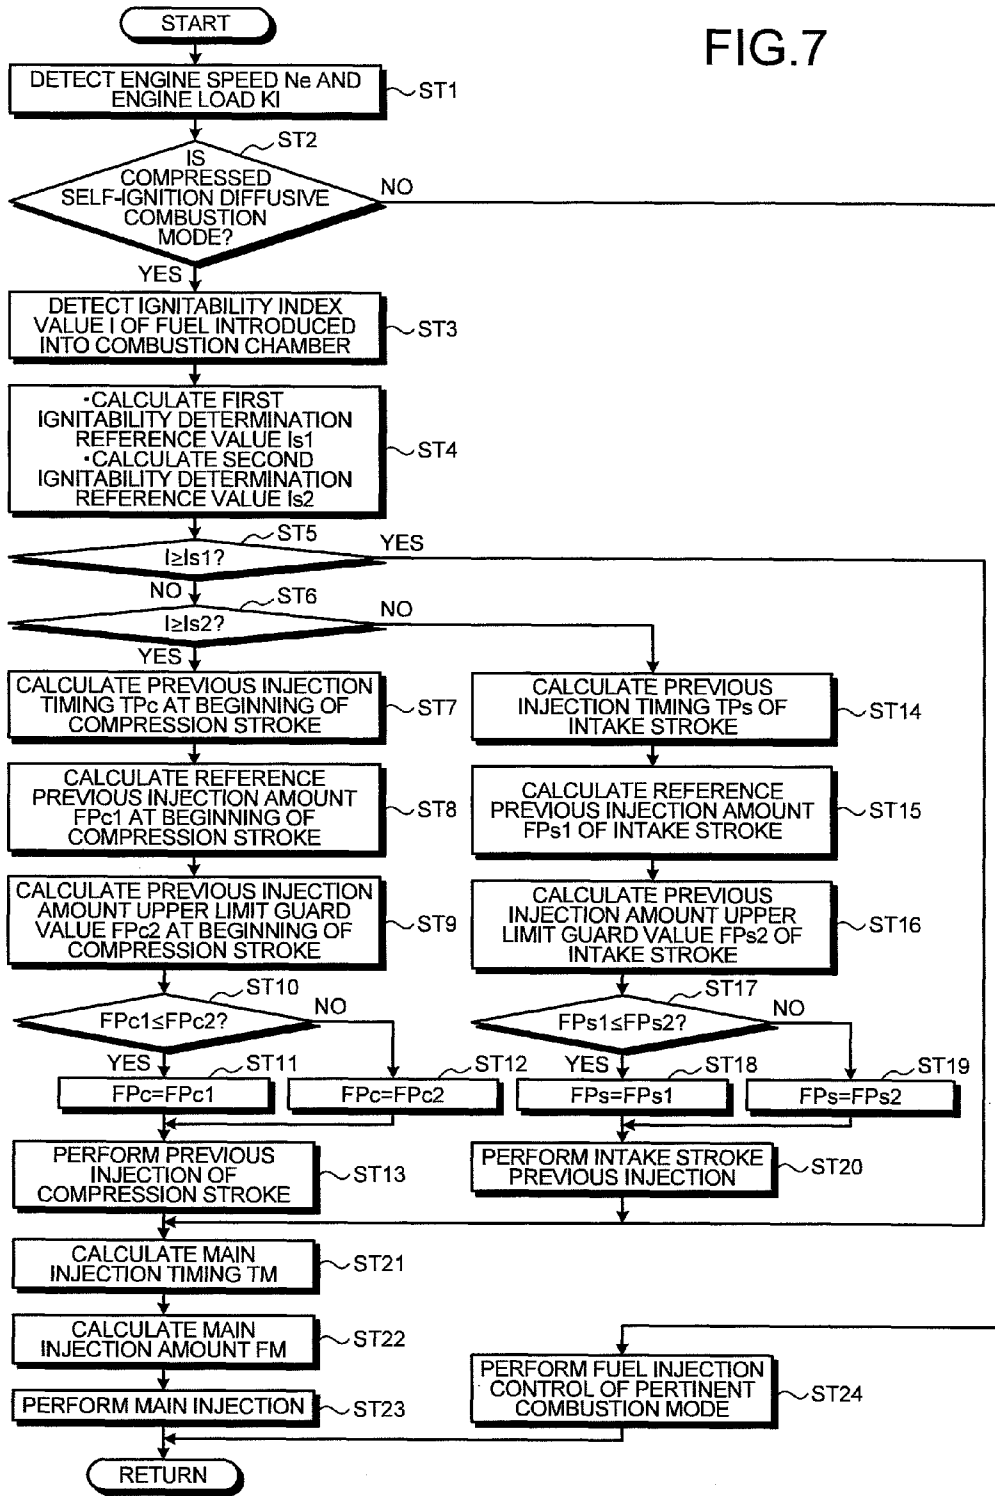 START
FIG.7
DETECT ENGINE SPEED Ne AND
ENGINE LOAD Kl
ST1
ST2
IS
COMPRESSED
SELF-IGNITION DIFFUSIVE
COMBUSTION
MODE?
NO
YES
DETECT IGNITABILITY INDEX
VALUE I OF FUEL INTRODUCED
INTO COMBUSTION CHAMBER
ST3
•CALCULATE FIRST
IGNITABILITY DETERMINATION
REFERENCE VALUE Is1
•CALCULATE SECOND
IGNITABILITY DETERMINATION
REFERENCE VALUE Is2
ST4
ST5
I≥Is1?
YES
NO
ST6
I≥Is2?
NO
YES
CALCULATE PREVIOUS INJECTION
TIMING TPc AT BEGINNING OF
COMPRESSION STROKE
ST7
CALCULATE PREVIOUS
INJECTION TIMING TPs OF
INTAKE STROKE
ST14
CALCULATE REFERENCE
PREVIOUS INJECTION AMOUNT
FPc1 AT BEGINNING OF
COMPRESSION STROKE
ST8
CALCULATE REFERENCE
PREVIOUS INJECTION AMOUNT
FPs1 OF INTAKE STROKE
ST15
CALCULATE PREVIOUS INJECTION
AMOUNT UPPER LIMIT GUARD
VALUE FPc2 AT BEGINNING OF
COMPRESSION STROKE
ST9
CALCULATE PREVIOUS
INJECTION AMOUNT UPPER
LIMIT GUARD VALUE FPs2 OF
INTAKE STROKE
ST16
ST10
FPc1≤FPc2?
NO
YES
ST17
FPs1≤FPs2?
NO
YES
ST11
FPc=FPc1
ST12
FPc=FPc2
ST18
FPs=FPs1
ST19
FPs=FPs2
PERFORM PREVIOUS
INJECTION OF
COMPRESSION STROKE
ST13
PERFORM INTAKE STROKE
PREVIOUS INJECTION
ST20
CALCULATE MAIN
INJECTION TIMING TM
ST21
CALCULATE MAIN
INJECTION AMOUNT FM
ST22
PERFORM MAIN INJECTION
ST23
PERFORM FUEL INJECTION
CONTROL OF PERTINENT
COMBUSTION MODE
ST24
RETURN